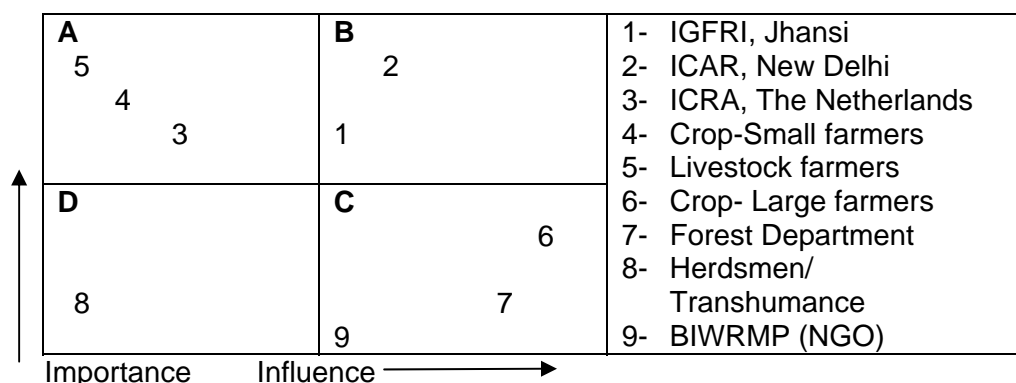 A
B
5
2
4
3
1
D
C
6
8
7
9
1- IGFRI, Jhansi
2- ICAR, New Delhi
3- ICRA, The Netherlands
4- Crop-Small farmers
5- Livestock farmers
6- Crop- Large farmers
7- Forest Department
8- Herdsmen/
Transhumance
9- BIWRMP (NGO)
Importance Influence